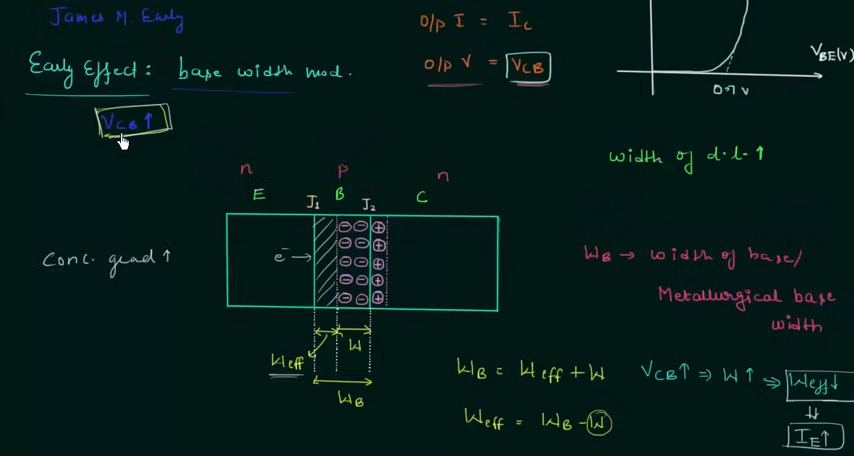 James M. Early
O/p I = IC
Early Effect: base width mod.
O/p V = VCB
VBE(V)
0.7 V
VCB ↑
width of d.l. ↑
n p n
E J1 B J2 C
Conc. grad ↑
e⁻ →
WB → width of base/
Metallurgical base
width
Weff W
WB
WB = Weff + W
VCB ↑ ⇒ W ↑ ⇒ Weff ↓
⇓
Weff = WB - W
IE ↑